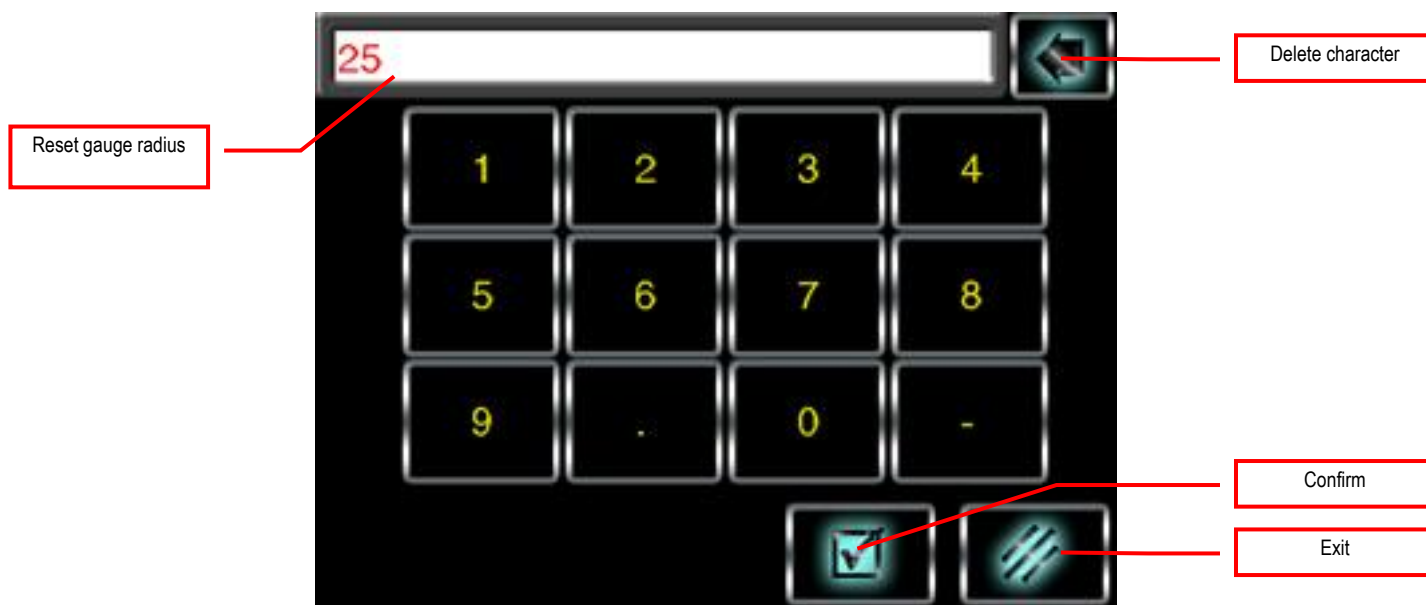 25
Delete character
Reset gauge radius
1 2 3 4
5 6 7 8
9 . 0 -
Confirm
Exit